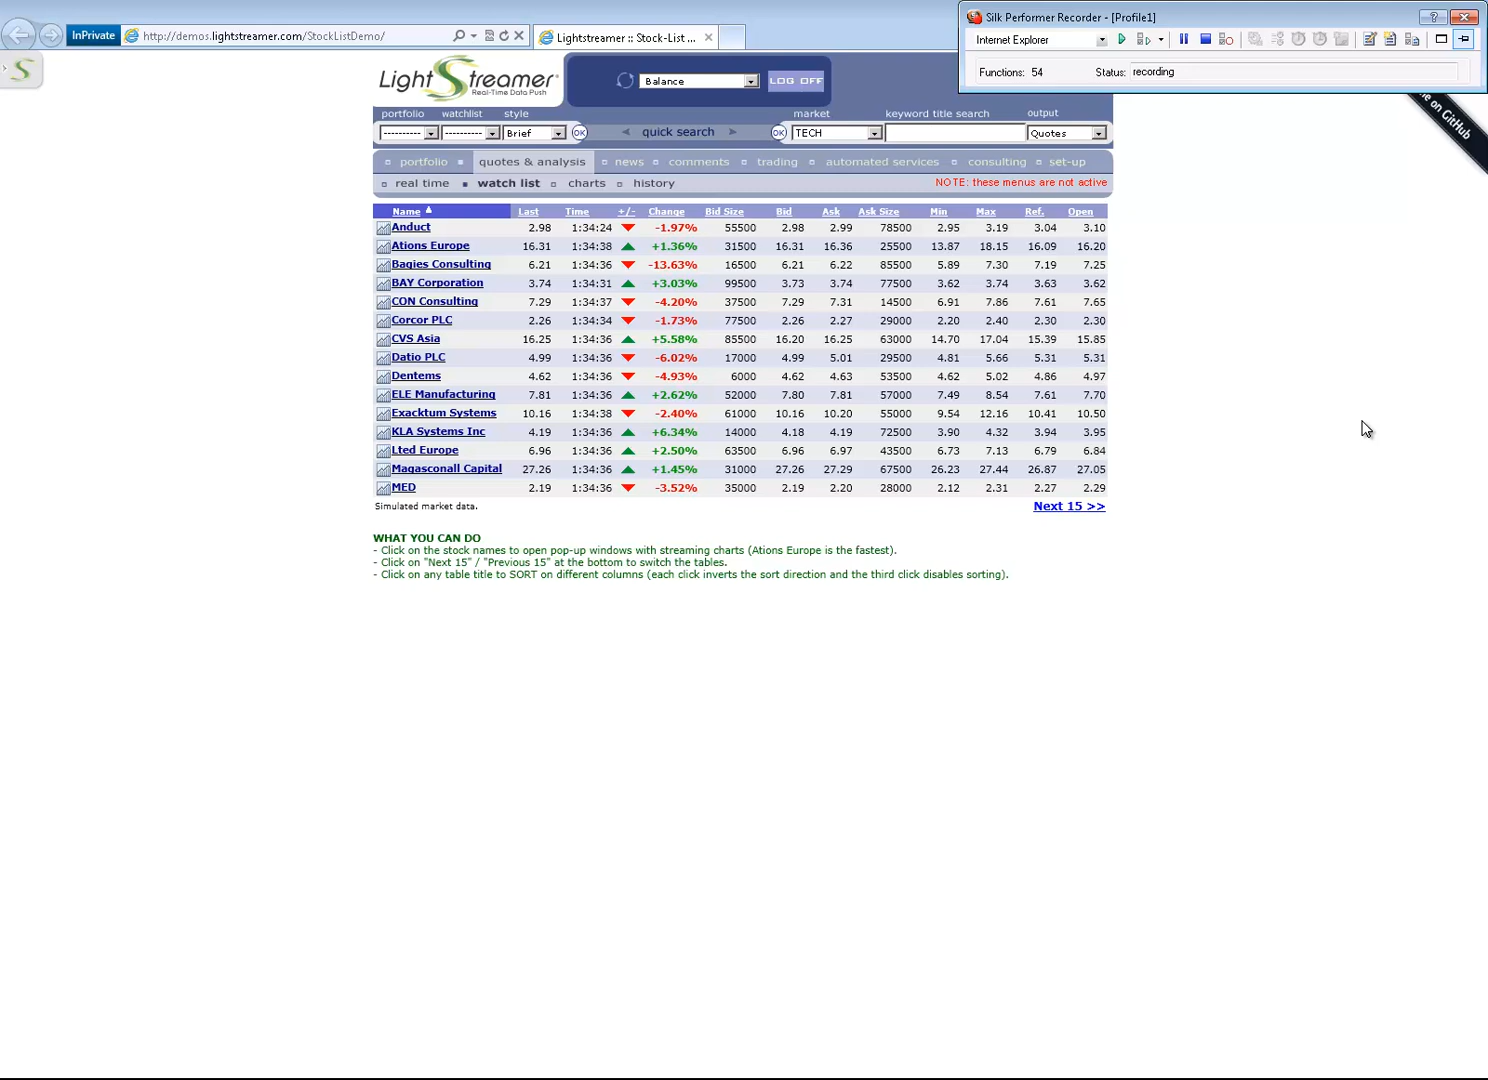 InPrivate http://demos.lightstreamer.com/StockListDemo/ Lightstreamer :: Stock-List ...
Silk Performer Recorder - [Profile1]
Internet Explorer
Functions: 54 Status: recording
LightStreamer
Real-Time Data Push
Balance LOG OFF
me on GitHub
portfolio watchlist style market keyword title search output
---------- ---------- Brief OK quick search OK TECH Quotes
portfolio quotes & analysis news comments trading automated services consulting set-up
real time watch list charts history NOTE: these menus are not active
Name Last Time +/- Change Bid Size Bid Ask Ask Size Min Max Ref. Open
Anduct 2.98 1:34:24 -1.97% 55500 2.98 2.99 78500 2.95 3.19 3.04 3.10
Ations Europe 16.31 1:34:38 +1.36% 31500 16.31 16.36 25500 13.87 18.15 16.09 16.20
Bagies Consulting 6.21 1:34:36 -13.63% 16500 6.21 6.22 85500 5.89 7.30 7.19 7.25
BAY Corporation 3.74 1:34:31 +3.03% 99500 3.73 3.74 77500 3.62 3.74 3.63 3.62
CON Consulting 7.29 1:34:37 -4.20% 37500 7.29 7.31 14500 6.91 7.86 7.61 7.65
Corcor PLC 2.26 1:34:34 -1.73% 77500 2.26 2.27 29000 2.20 2.40 2.30 2.30
CVS Asia 16.25 1:34:36 +5.58% 85500 16.20 16.25 63000 14.70 17.04 15.39 15.85
Datio PLC 4.99 1:34:36 -6.02% 17000 4.99 5.01 29500 4.81 5.66 5.31 5.31
Dentems 4.62 1:34:36 -4.93% 6000 4.62 4.63 53500 4.62 5.02 4.86 4.97
ELE Manufacturing 7.81 1:34:36 +2.62% 52000 7.80 7.81 57000 7.49 8.54 7.61 7.70
Exacktum Systems 10.16 1:34:38 -2.40% 61000 10.16 10.20 55000 9.54 12.16 10.41 10.50
KLA Systems Inc 4.19 1:34:36 +6.34% 14000 4.18 4.19 72500 3.90 4.32 3.94 3.95
Lted Europe 6.96 1:34:36 +2.50% 63500 6.96 6.97 43500 6.73 7.13 6.79 6.84
Magasconall Capital 27.26 1:34:36 +1.45% 31000 27.26 27.29 67500 26.23 27.44 26.87 27.05
MED 2.19 1:34:36 -3.52% 35000 2.19 2.20 28000 2.12 2.31 2.27 2.29
Simulated market data. Next 15 >>
WHAT YOU CAN DO
- Click on the stock names to open pop-up windows with streaming charts (Ations Europe is the fastest).
- Click on "Next 15" / "Previous 15" at the bottom to switch the tables.
- Click on any table title to SORT on different columns (each click inverts the sort direction and the third click disables sorting).